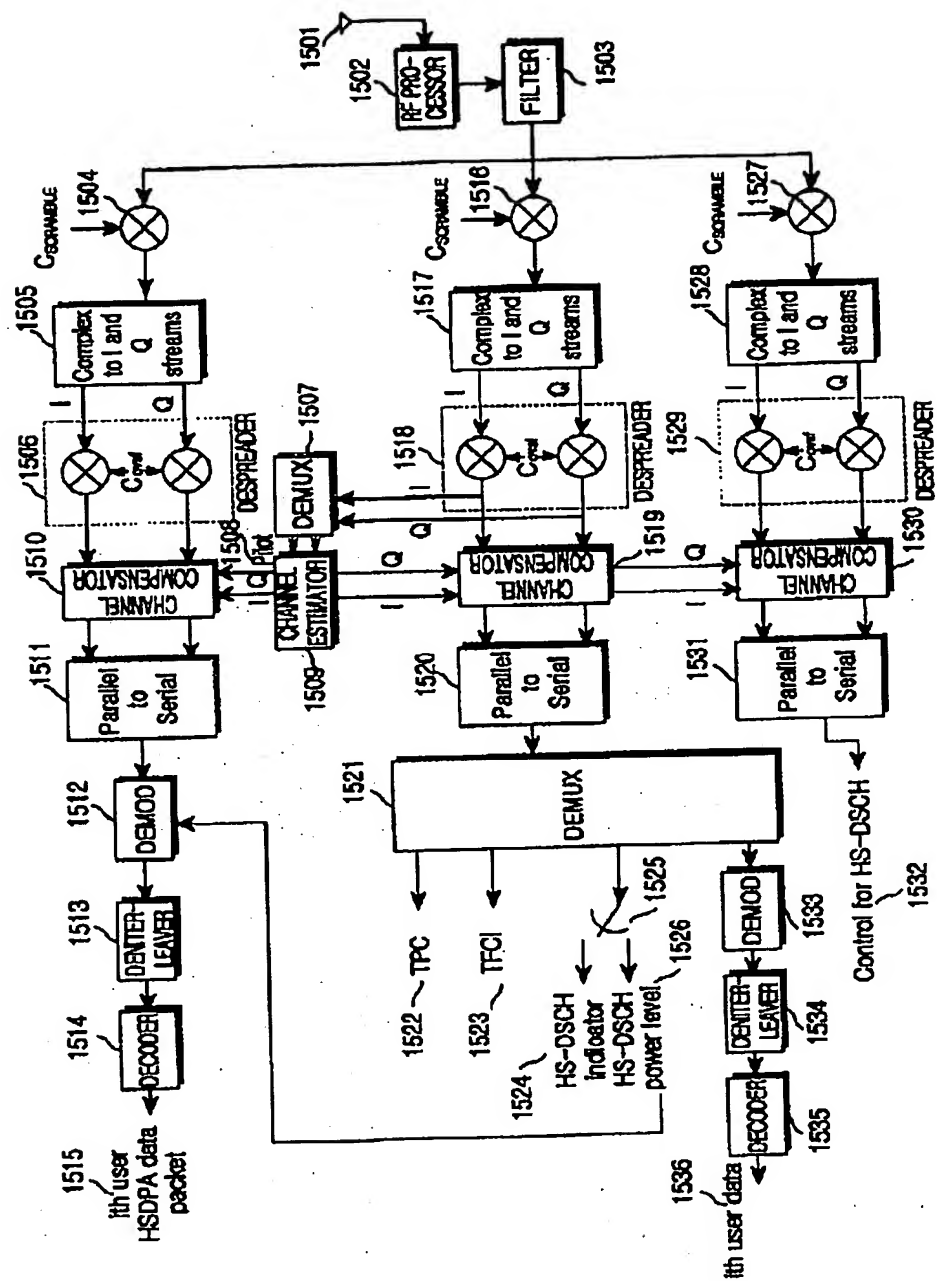 1501
1502
RF PRO-
CESSOR
FILTER
1503
CSCRAMBLE
1504
1505
Complex
to I and
Q
streams
I
Q
1506
DESPREADER
1510
CHANNEL
COMPENSATOR
1511
Parallel
to
Serial
1512
DEMOD
1513
DENITER-
LEAVER
1514
DECODER
1515
ith user
HSDPA data
packet
1507
DEMUX
1508
Pilot
CHANNEL
ESTIMATOR
1509
I
Q
I
Q
I
Q
CSCRAMBLE
1516
1517
Complex
to I and
Q
streams
I
Q
1518
DESPREADER
1519
CHANNEL
COMPENSATOR
1520
Parallel
to
Serial
1521
DEMUX
1522
TPC
1523
TFCI
1524
HS-DSCH
indicator
1525
HS-DSCH
power level
1526
1533
DEMOD
1534
DENITER-
LEAVER
1535
DECODER
1536
ith user data
CSCRAMBLE
1527
1528
Complex
to I and
Q
streams
I
Q
1529
DESPREADER
Q
I
1530
CHANNEL
COMPENSATOR
1531
Parallel
to
Serial
Control for HS-DSCH
1532